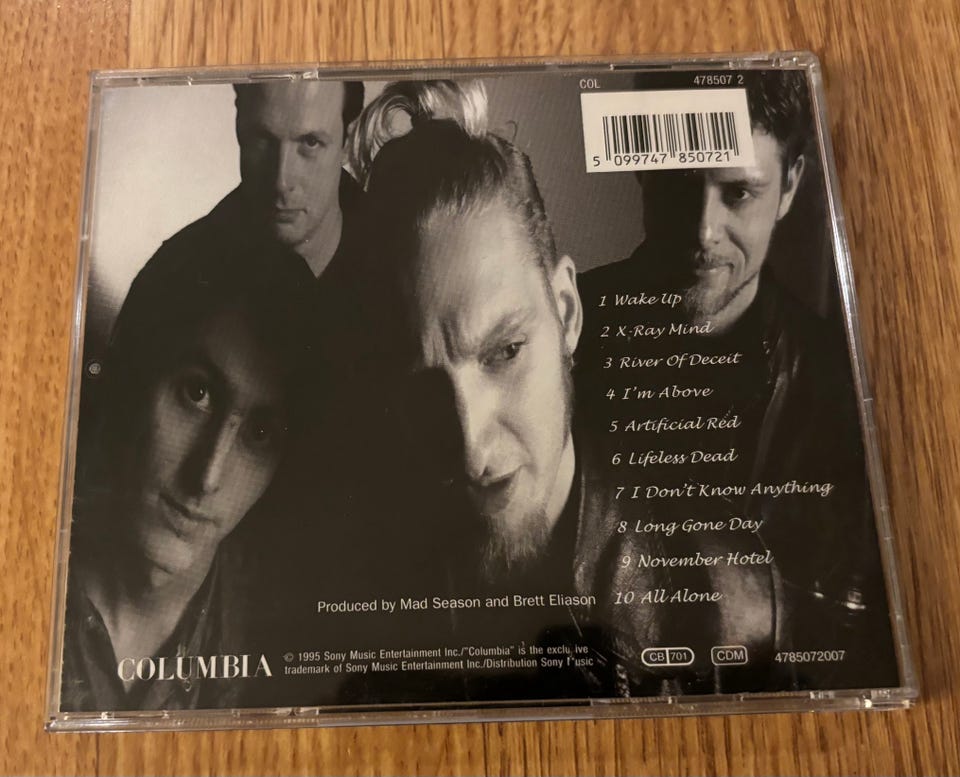 COL 478507 2
5 099747 850721
1 Wake Up
2 X-Ray Mind
3 River Of Deceit
4 I'm Above
5 Artificial Red
6 Lifeless Dead
7 I Don't Know Anything
8 Long Gone Day
9 November Hotel
10 All Alone
Produced by Mad Season and Brett Eliason
COLUMBIA
© 1995 Sony Music Entertainment Inc./"Columbia" is the exclu ive
trademark of Sony Music Entertainment Inc./Distribution Sony Music
CB 701 CDM 4785072007